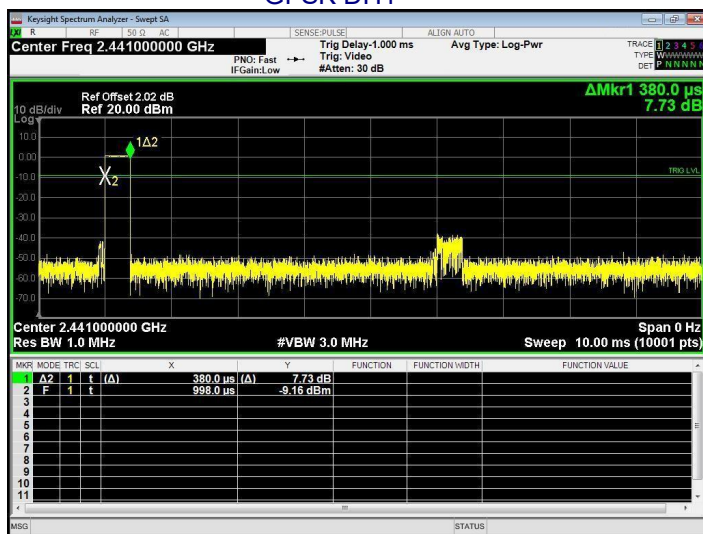 Keysight Spectrum Analyzer - Swept SA
R RF 50 Ω AC SENSE:PULSE ALIGN AUTO
Center Freq 2.441000000 GHz
PNO: Fast
IFGain:Low
Trig Delay-1.000 ms
Trig: Video
#Atten: 30 dB
Avg Type: Log-Pwr
TRACE 1 2 3 4 5 6
TYPE
DET P N N N N N
ΔMkr1 380.0 µs
7.73 dB
Ref Offset 2.02 dB
10 dB/div Ref 20.00 dBm
Log
10.0
0.00
-10.0
-20.0
-30.0
-40.0
-50.0
-60.0
-70.0
1Δ2
2
TRIG LVL
Center 2.441000000 GHz Span 0 Hz
Res BW 1.0 MHz #VBW 3.0 MHz Sweep 10.00 ms (10001 pts)
MKR MODE TRC SCL X Y FUNCTION FUNCTION WIDTH FUNCTION VALUE
1 Δ2 1 t (Δ) 380.0 µs (Δ) 7.73 dB
2 F 1 t 998.0 µs -9.16 dBm
3
4
5
6
7
8
9
10
11
MSG STATUS